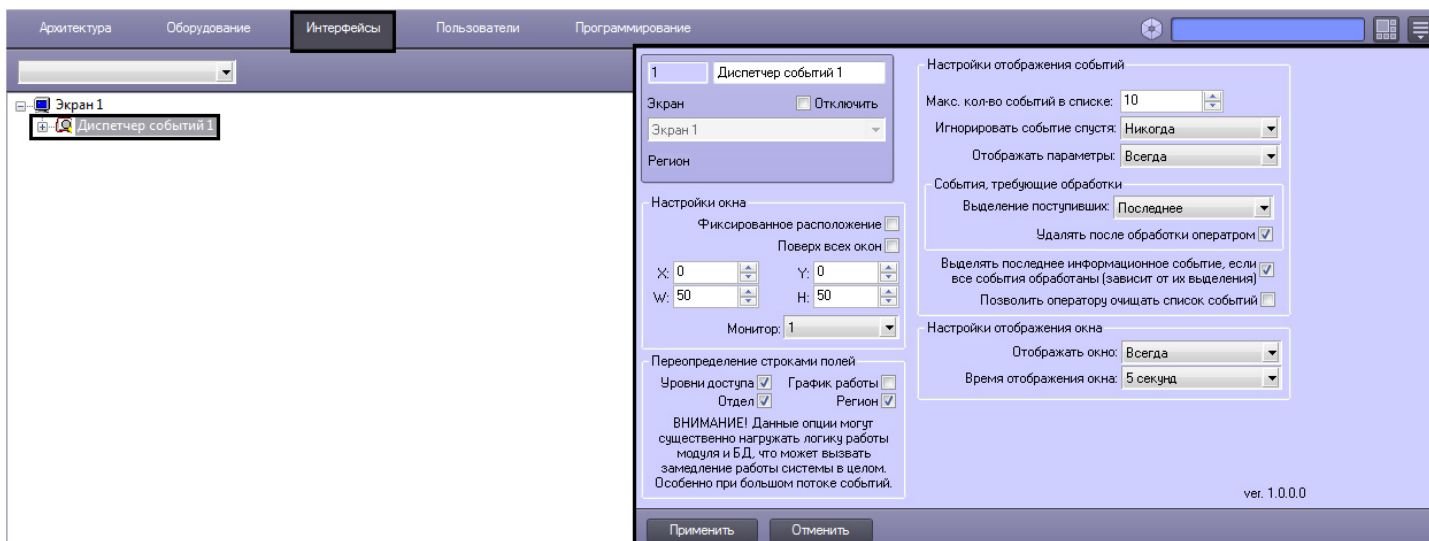 Архитектура Оборудование Интерфейсы Пользователи Программирование
Экран 1
Диспетчер событий 1
1 Диспетчер событий 1
Экран Отключить
Экран 1
Регион
Настройки окна
Фиксированное расположение
Поверх всех окон
X: 0 Y: 0
W: 50 H: 50
Монитор: 1
Переопределение строками полей
Уровни доступа График работы
Отдел Регион
ВНИМАНИЕ! Данные опции могут
существенно нагружать логику работы
модуля и БД, что может вызвать
замедление работы системы в целом.
Особенно при большом потоке событий.
Настройки отображения событий
Макс. кол-во событий в списке: 10
Игнорировать событие спустя: Никогда
Отображать параметры: Всегда
События, требующие обработки
Выделение поступивших: Последнее
Удалять после обработки оператром
Выделять последнее информационное событие, если
все события обработаны (зависит от их выделения)
Позволить оператору очищать список событий
Настройки отображения окна
Отображать окно: Всегда
Время отображения окна: 5 секунд
ver. 1.0.0.0
Применить Отменить